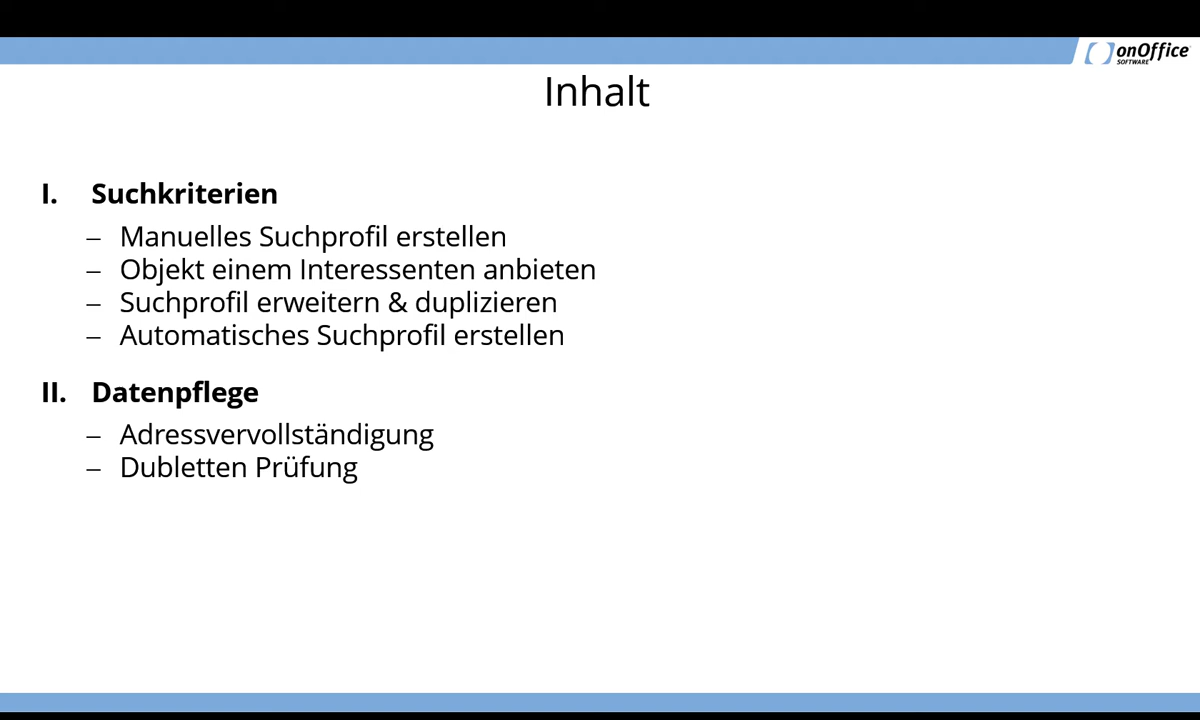 onOffice
SOFTWARE
Inhalt
I. Suchkriterien
– Manuelles Suchprofil erstellen
– Objekt einem Interessenten anbieten
– Suchprofil erweitern & duplizieren
– Automatisches Suchprofil erstellen
II. Datenpflege
– Adressvervollständigung
– Dubletten Prüfung